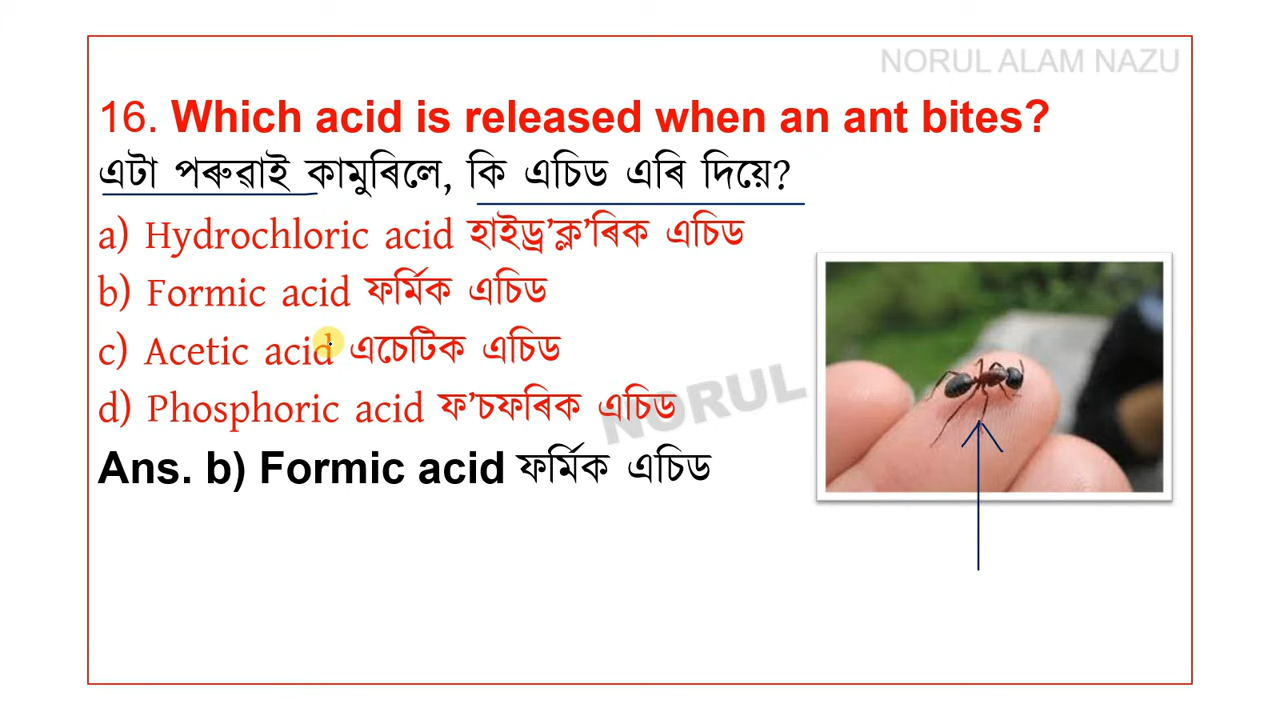 NORUL ALAM NAZU
16. Which acid is released when an ant bites?
এটা পৰুৱাই কামুৰিলে, কি এচিড এৰি দিয়ে?
a) Hydrochloric acid হাইড্ৰ'ক্ল'ৰিক এচিড
b) Formic acid ফৰ্মিক এচিড
c) Acetic acid এচেটিক এচিড
d) Phosphoric acid ফ'চফৰিক এচিড
NORUL
Ans. b) Formic acid ফৰ্মিক এচিড